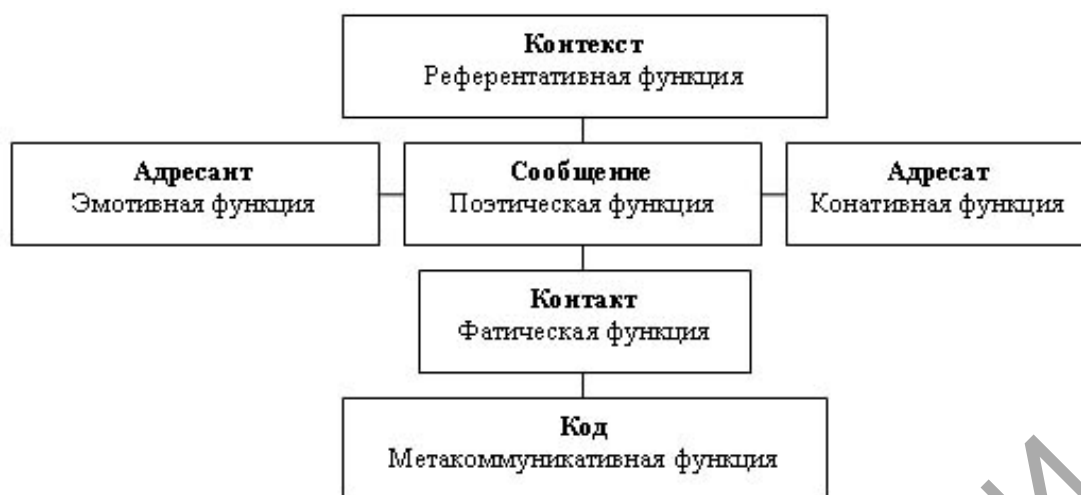 Контекст
Референтативная функция
Адресант
Эмотивная функция
Сообщение
Поэтическая функция
Адресат
Конативная функция
Контакт
Фатическая функция
Код
Метакоммуникативная функция